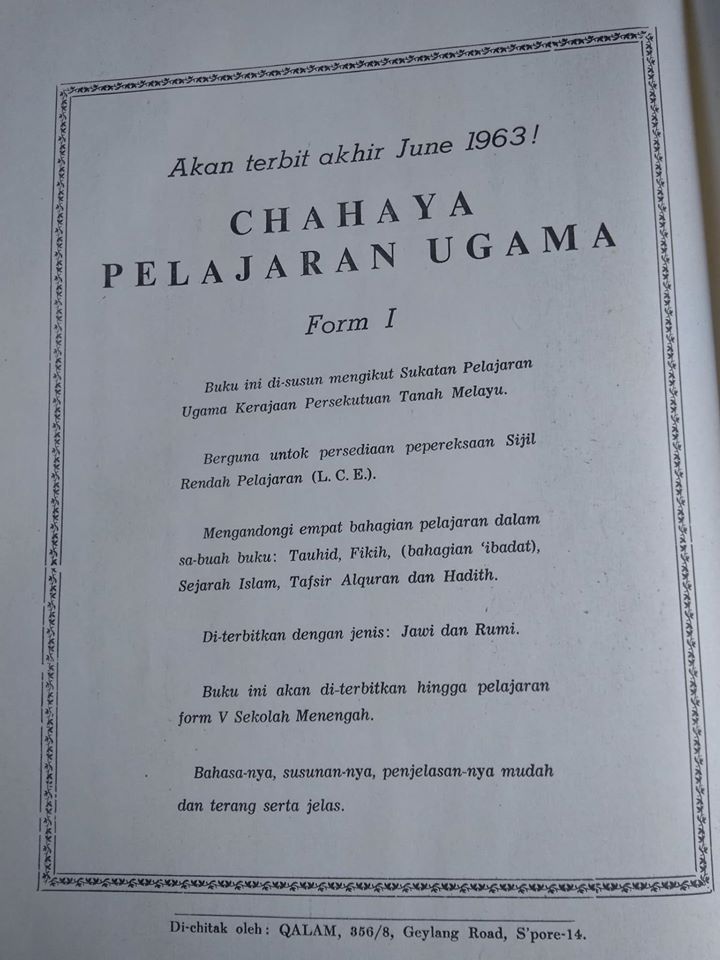 Akan terbit akhir June 1963!
CHAHAYA
PELAJARAN UGAMA
Form I
Buku ini di-susun mengikut Sukatan Pelajaran
Ugama Kerajaan Persekutuan Tanah Melayu.
Berguna untok persediaan pepereksaan Sijil
Rendah Pelajaran (L. C. E.).
Mengandongi empat bahagian pelajaran dalam
sa-buah buku: Tauhid, Fikih, (bahagian ‘ibadat),
Sejarah Islam, Tafsir Alquran dan Hadith.
Di-terbitkan dengan jenis: Jawi dan Rumi.
Buku ini akan di-terbitkan hingga pelajaran
form V Sekolah Menengah.
Bahasa-nya, susunan-nya, penjelasan-nya mudah
dan terang serta jelas.
Di-chitak oleh: QALAM, 356/8, Geylang Road, S'pore-14.